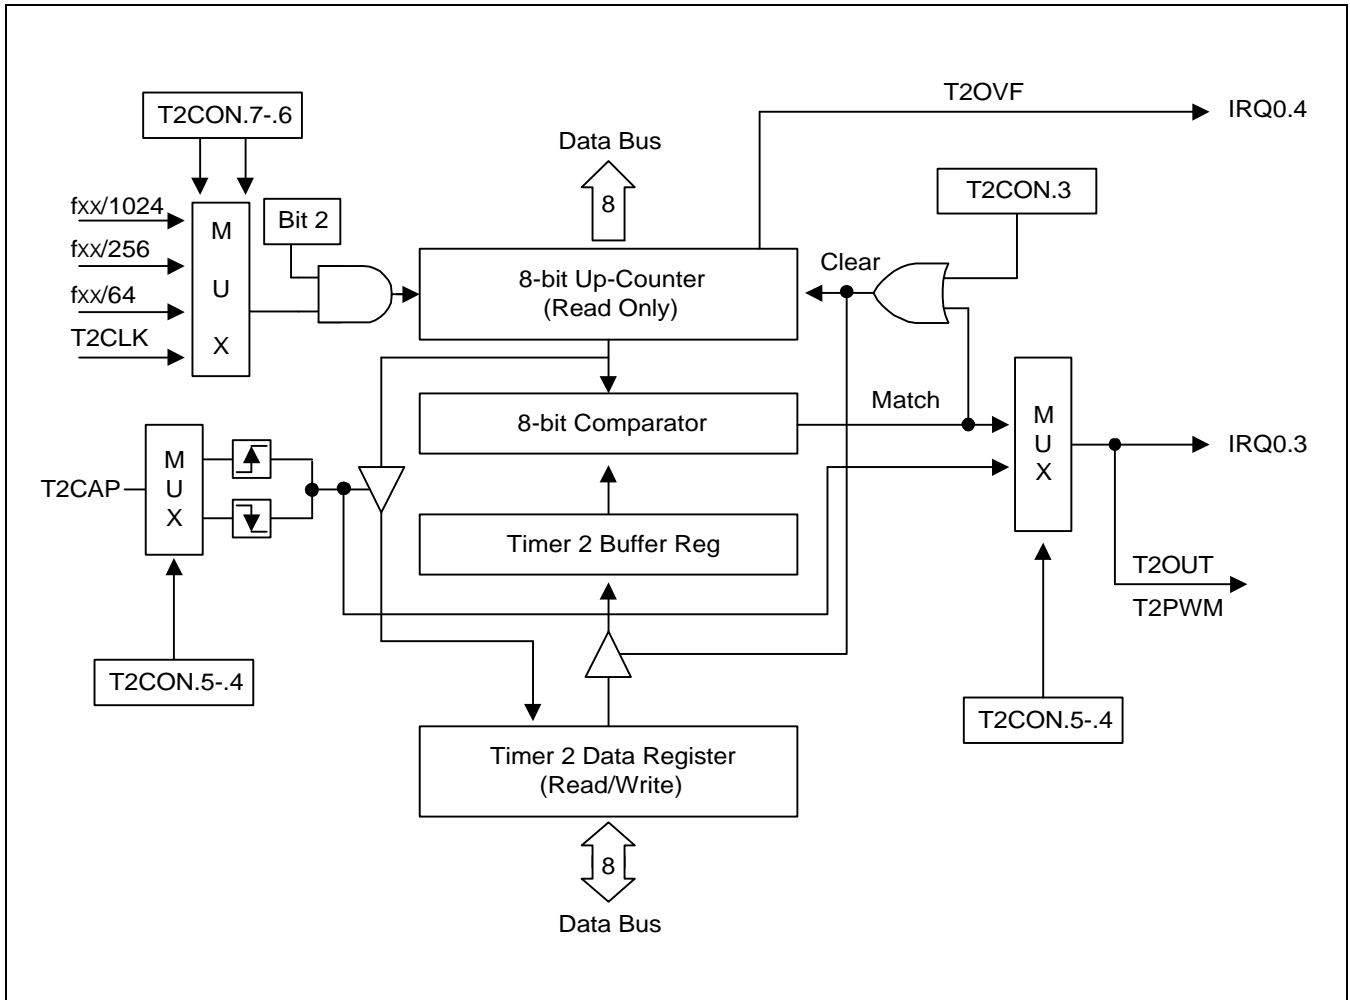 T2OVF
IRQ0.4
T2CON.7-.6
Data Bus
8
T2CON.3
fxx/1024
fxx/256
fxx/64
T2CLK
M
U
X
Bit 2
8-bit Up-Counter
(Read Only)
Clear
8-bit Comparator
Match
M
U
X
IRQ0.3
T2CAP
M
U
X
Timer 2 Buffer Reg
T2OUT
T2PWM
T2CON.5-.4
T2CON.5-.4
Timer 2 Data Register
(Read/Write)
8
Data Bus